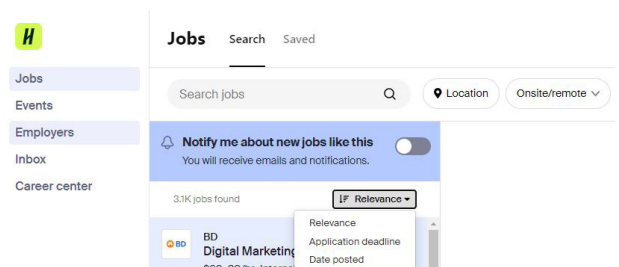 H
Jobs Search Saved
Jobs
Events
Employers
Inbox
Career center
Search jobs
Location
Onsite/remote
Notify me about new jobs like this
You will receive emails and notifications.
3.1K jobs found
Relevance
Relevance
Application deadline
Date posted
BD
BD
Digital Marketing